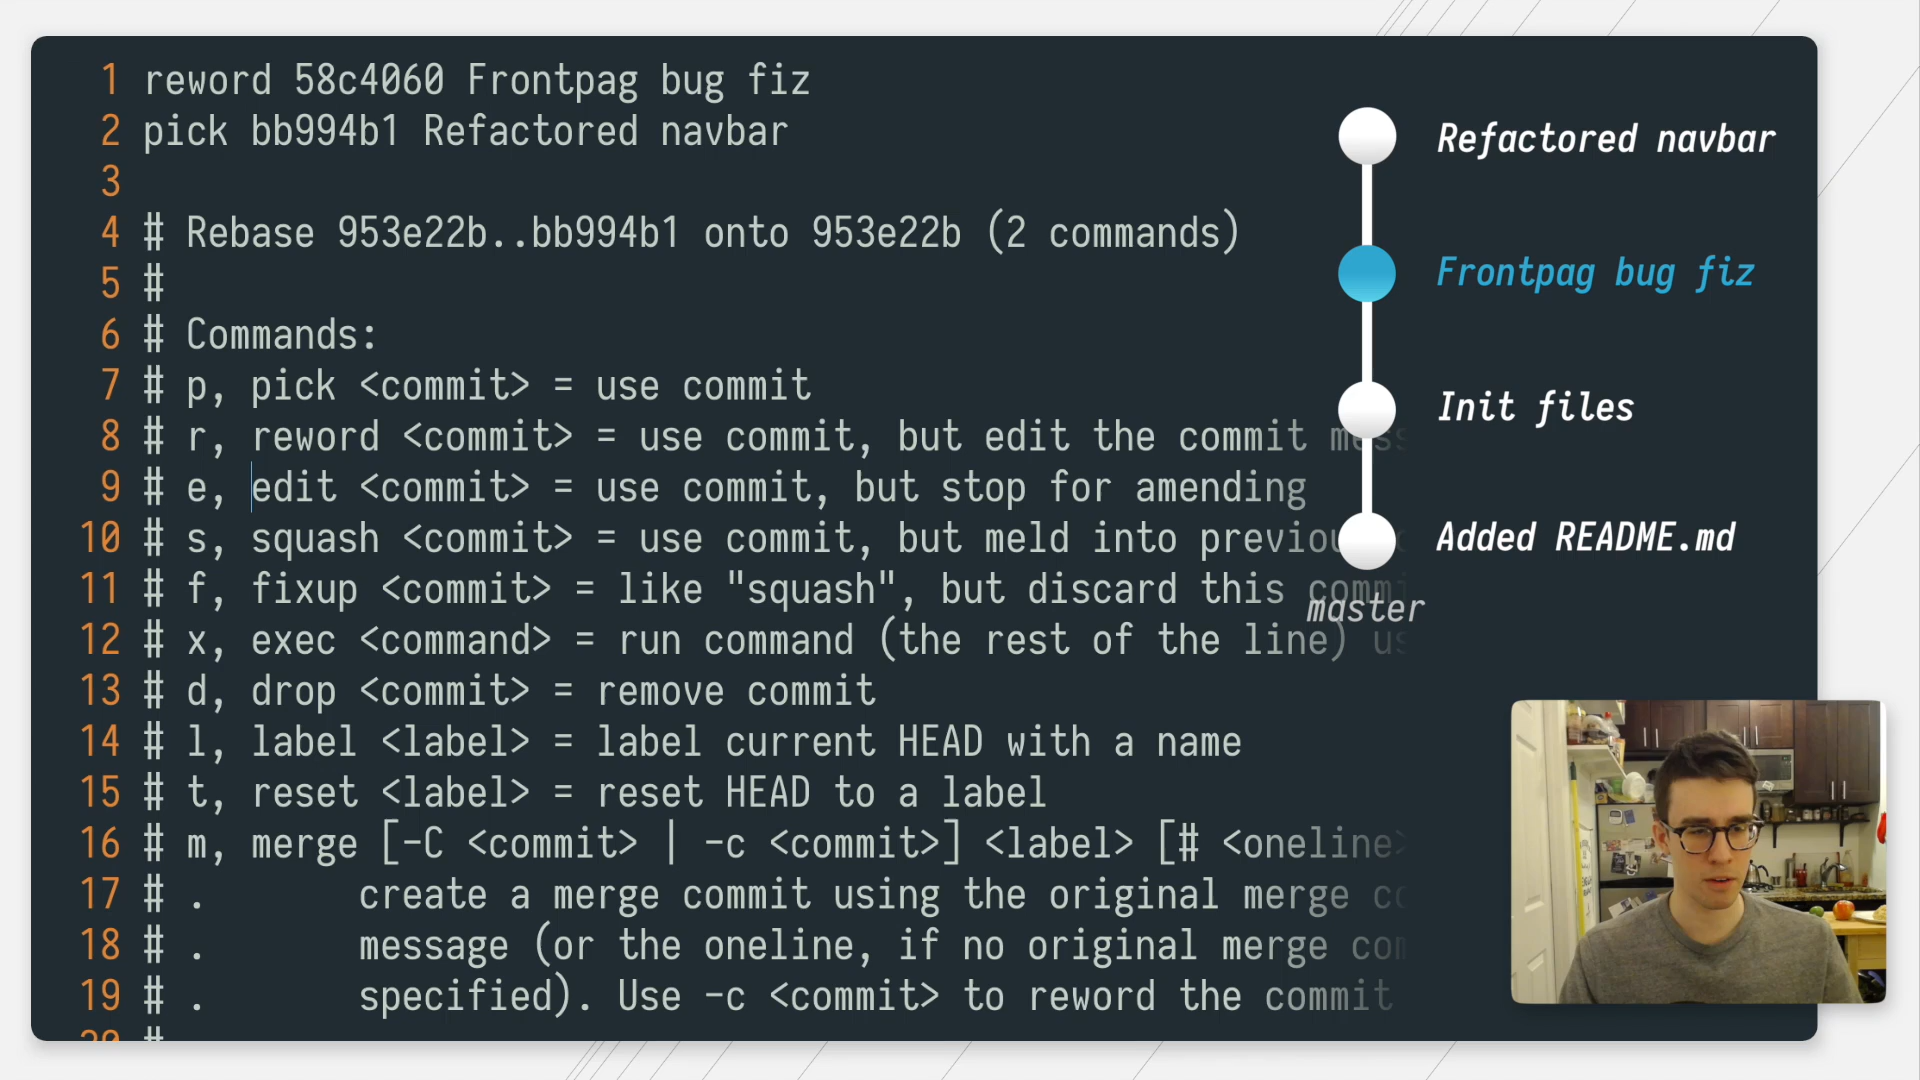 1 reword 58c4060 Frontpag bug fiz
2 pick bb994b1 Refactored navbar
3
4 # Rebase 953e22b..bb994b1 onto 953e22b (2 commands)
5 #
6 # Commands:
7 # p, pick <commit> = use commit
8 # r, reword <commit> = use commit, but edit the commit mess
9 # e, edit <commit> = use commit, but stop for amending
10 # s, squash <commit> = use commit, but meld into previou
11 # f, fixup <commit> = like "squash", but discard this comm
12 # x, exec <command> = run command (the rest of the line) us
13 # d, drop <commit> = remove commit
14 # l, label <label> = label current HEAD with a name
15 # t, reset <label> = reset HEAD to a label
16 # m, merge [-C <commit> | -c <commit>] <label> [# <oneline>
17 # . create a merge commit using the original merge co
18 # . message (or the oneline, if no original merge com
19 # . specified). Use -c <commit> to reword the commit
20 #
Refactored navbar
Frontpag bug fiz
Init files
Added README.md
master